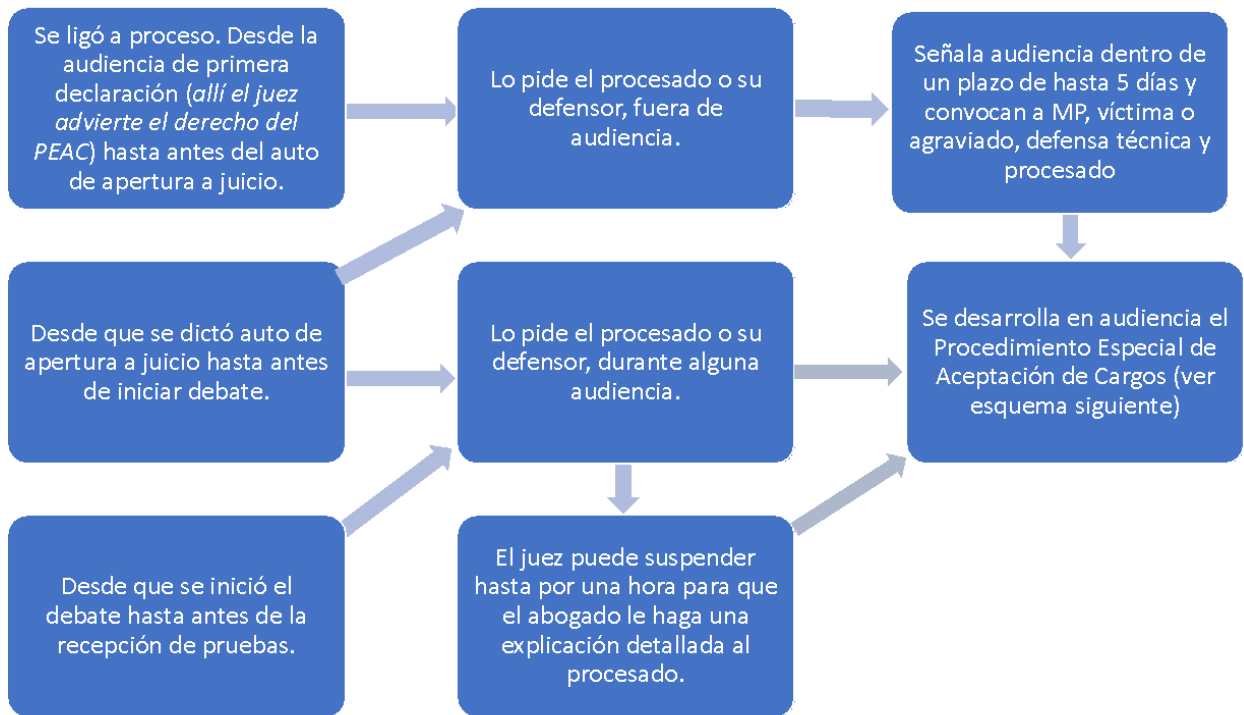 Se ligó a proceso. Desde la
audiencia de primera
declaración (allí el juez
advierte el derecho del
PEAC) hasta antes del auto
de apertura a juicio.
Lo pide el procesado o su
defensor, fuera de
audiencia.
Señala audiencia dentro de
un plazo de hasta 5 días y
convocan a MP, víctima o
agraviado, defensa técnica y
procesado
Desde que se dictó auto de
apertura a juicio hasta antes
de iniciar debate.
Lo pide el procesado o su
defensor, durante alguna
audiencia.
Se desarrolla en audiencia el
Procedimiento Especial de
Aceptación de Cargos (ver
esquema siguiente)
Desde que se inició el
debate hasta antes de la
recepción de pruebas.
El juez puede suspender
hasta por una hora para que
el abogado le haga una
explicación detallada al
procesado.